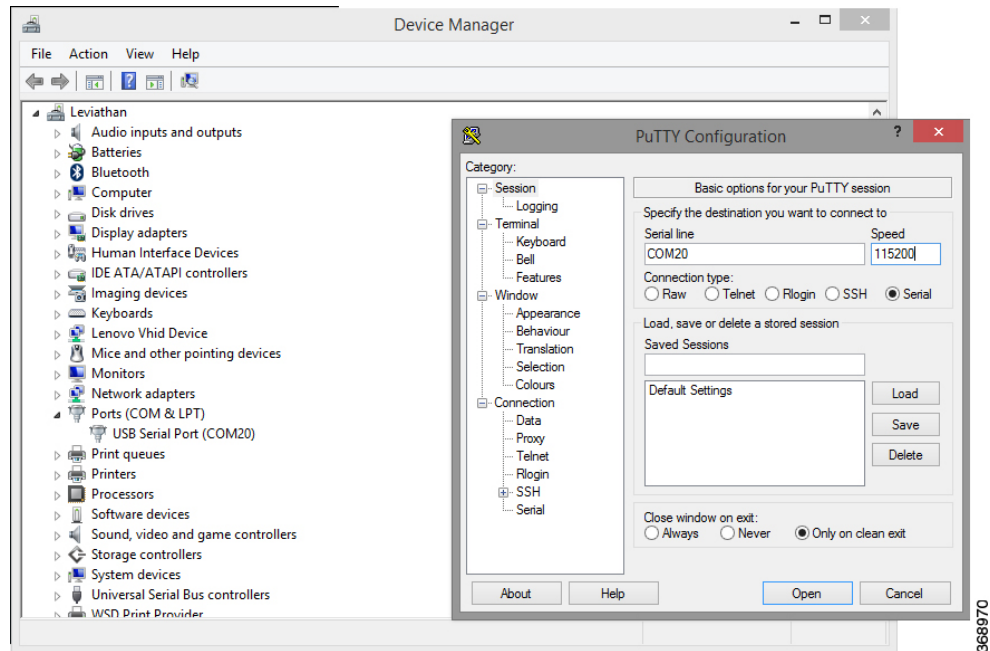 Device Manager
File Action View Help
Leviathan
Audio inputs and outputs
Batteries
Bluetooth
Computer
Disk drives
Display adapters
Human Interface Devices
IDE ATA/ATAPI controllers
Imaging devices
Keyboards
Lenovo Vhid Device
Mice and other pointing devices
Monitors
Network adapters
Ports (COM & LPT)
USB Serial Port (COM20)
Print queues
Printers
Processors
Software devices
Sound, video and game controllers
Storage controllers
System devices
Universal Serial Bus controllers
WSD Print Provider
PuTTY Configuration
Category:
Session
Logging
Terminal
Keyboard
Bell
Features
Window
Appearance
Behaviour
Translation
Selection
Colours
Connection
Data
Proxy
Telnet
Rlogin
SSH
Serial
Basic options for your PuTTY session
Specify the destination you want to connect to
Serial line Speed
COM20 115200
Connection type:
Raw Telnet Rlogin SSH Serial
Load, save or delete a stored session
Saved Sessions
Default Settings
Load
Save
Delete
Close window on exit:
Always Never Only on clean exit
About Help Open Cancel
368970